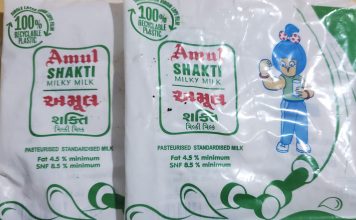 100%
RECYCLABLE
PLASTIC
Amul
SHAKTI
MILKY MILK
અમૂલ
શક્તિ
મિલ્કી મિલ્ક
PASTEURISED STANDARDISED MILK
Fat 4.5 % minimum
SNF 8.5 % minimum
100%
RECYCLABLE
PLASTIC
Amul
SHAKTI
MILKY MILK
અમૂલ
શક્તિ
મિલ્કી મિલ્ક
PASTEURISED STANDARDISED MILK
Fat 4.5 % minimum
SNF 8.5 % minimum